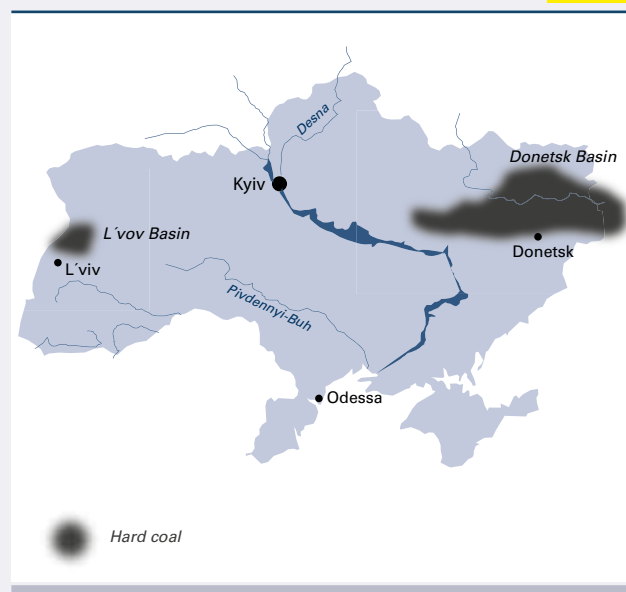 Desna
Donetsk Basin
Kyiv
L´vov Basin
Donetsk
L´viv
Pivdennyi-Buh
Odessa
Hard coal